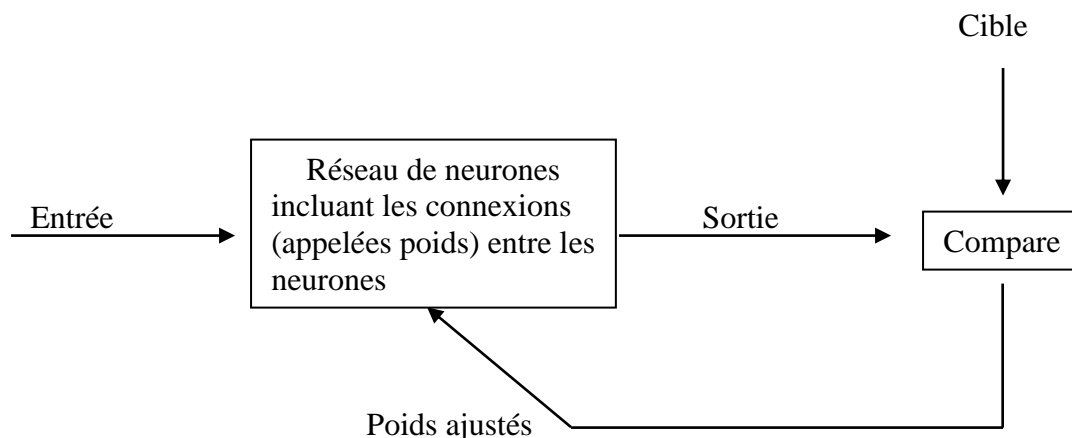 Cible
Réseau de neurones
incluant les connexions
(appelées poids) entre les
neurones
Entrée
Sortie
Compare
Poids ajustés